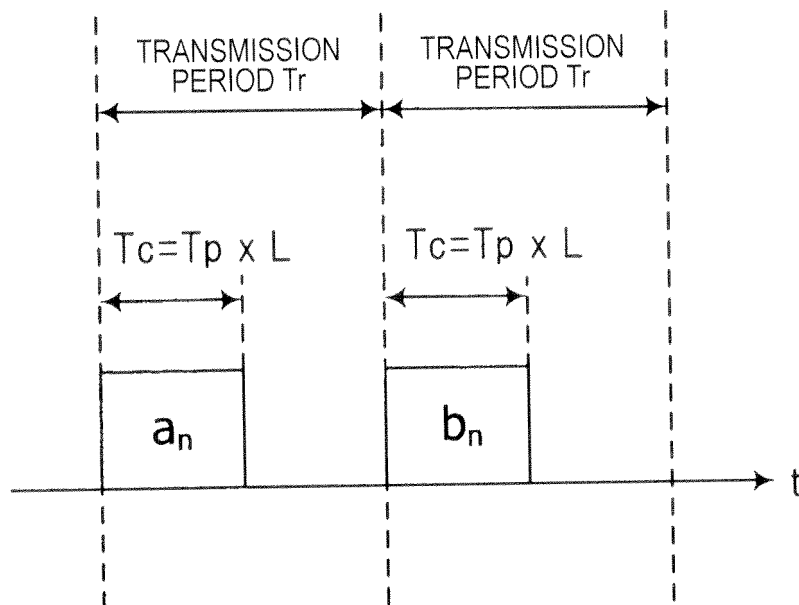 TRANSMISSION
PERIOD Tr
TRANSMISSION
PERIOD Tr
Tc=Tp x L
Tc=Tp x L
an
bn
t